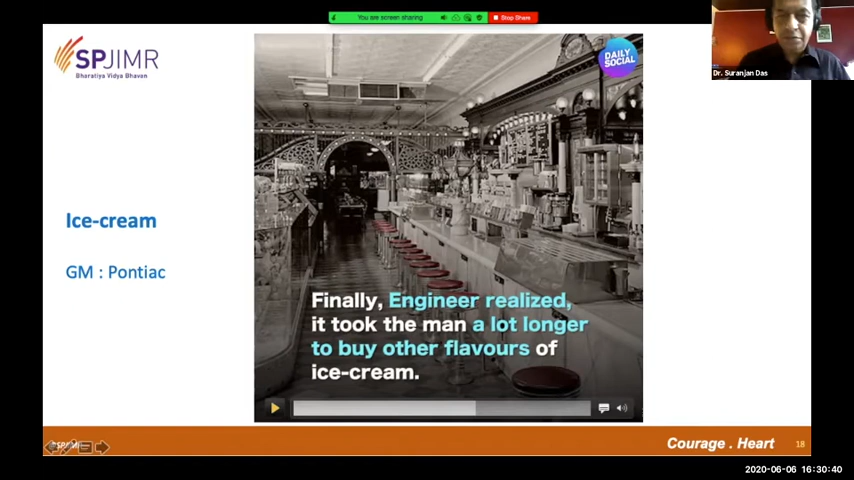 You are screen sharing
Stop Share
SPJIMR
Bharatiya Vidya Bhavan
DAILY
SOCIAL
Dr. Suranjan Das
Ice-cream
GM : Pontiac
Finally, Engineer realized,
it took the man a lot longer
to buy other flavours of
ice-cream.
Courage . Heart
18
2020-06-06 16:30:40